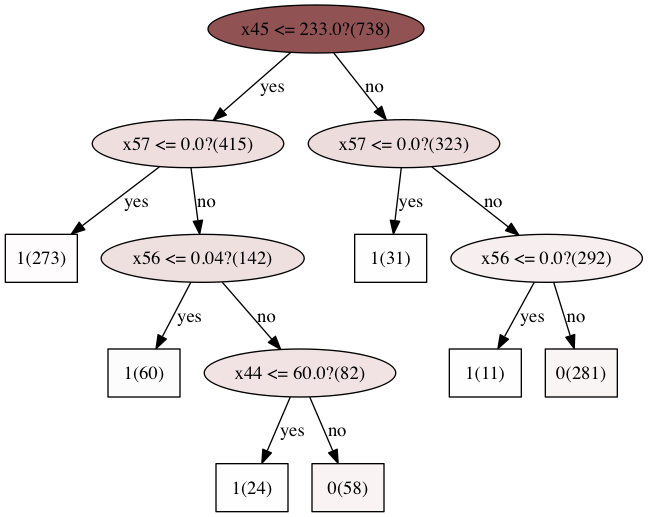 x45 <= 233.0?(738)
yes
no
x57 <= 0.0?(415)
x57 <= 0.0?(323)
yes
no
yes
no
1(273)
x56 <= 0.04?(142)
1(31)
x56 <= 0.0?(292)
yes
no
yes
no
1(60)
x44 <= 60.0?(82)
1(11)
0(281)
yes
no
1(24)
0(58)